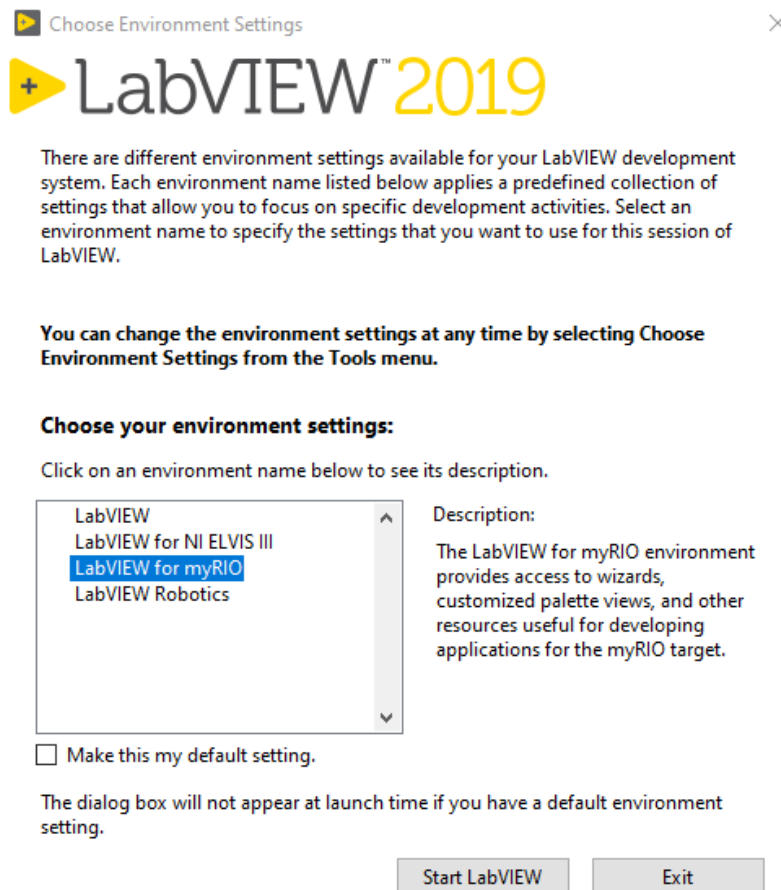 Choose Environment Settings
LabVIEW™ 2019
There are different environment settings available for your LabVIEW development
system. Each environment name listed below applies a predefined collection of
settings that allow you to focus on specific development activities. Select an
environment name to specify the settings that you want to use for this session of
LabVIEW.
You can change the environment settings at any time by selecting Choose
Environment Settings from the Tools menu.
Choose your environment settings:
Click on an environment name below to see its description.
LabVIEW
LabVIEW for NI ELVIS III
LabVIEW for myRIO
LabVIEW Robotics
Description:
The LabVIEW for myRIO environment
provides access to wizards,
customized palette views, and other
resources useful for developing
applications for the myRIO target.
Make this my default setting.
The dialog box will not appear at launch time if you have a default environment
setting.
Start LabVIEW
Exit